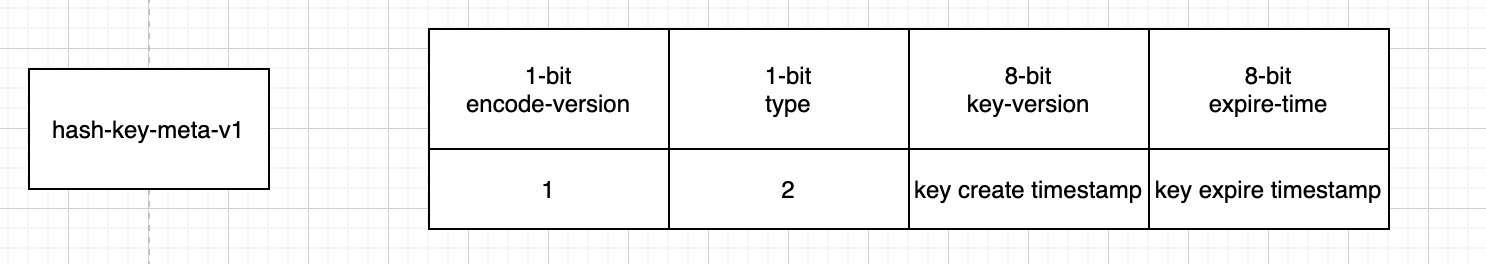 hash-key-meta-v1
1-bit
encode-version
1-bit
type
8-bit
key-version
8-bit
expire-time
1
2
key create timestamp
key expire timestamp